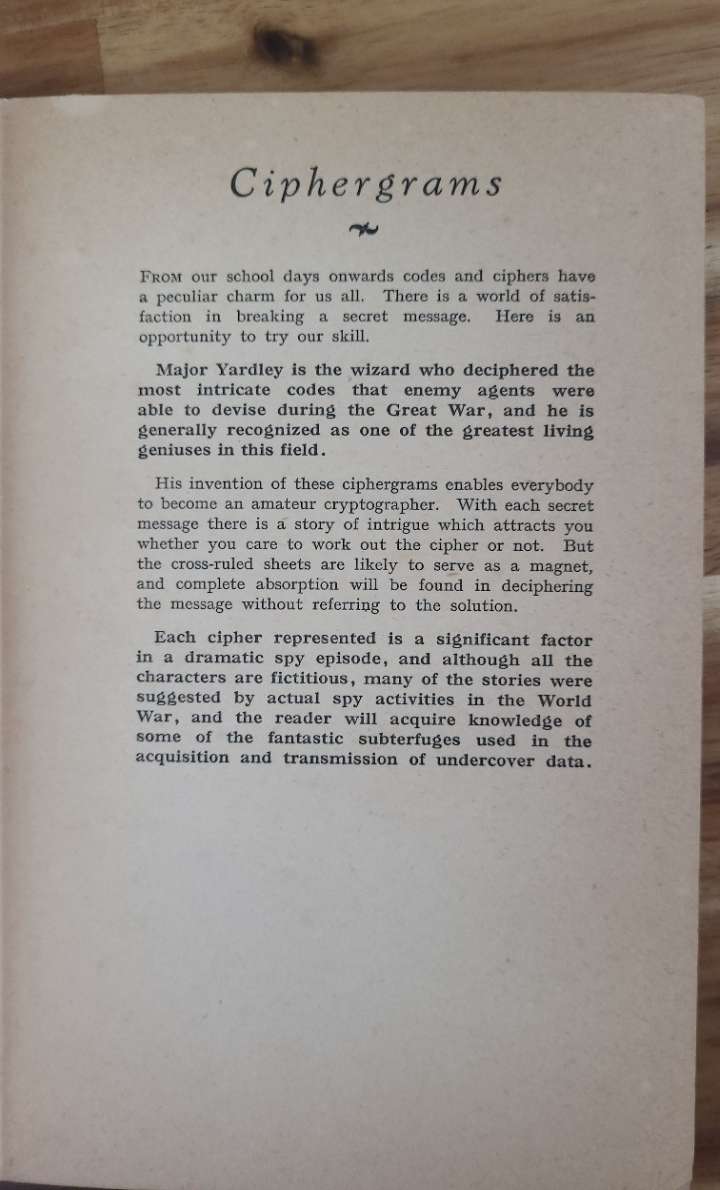 Ciphergrams
FROM our school days onwards codes and ciphers have
a peculiar charm for us all. There is a world of satis-
faction in breaking a secret message. Here is an
opportunity to try our skill.
Major Yardley is the wizard who deciphered the
most intricate codes that enemy agents were
able to devise during the Great War, and he is
generally recognized as one of the greatest living
geniuses in this field.
His invention of these ciphergrams enables everybody
to become an amateur cryptographer. With each secret
message there is a story of intrigue which attracts you
whether you care to work out the cipher or not. But
the cross-ruled sheets are likely to serve as a magnet,
and complete absorption will be found in deciphering
the message without referring to the solution.
Each cipher represented is a significant factor
in a dramatic spy episode, and although all the
characters are fictitious, many of the stories were
suggested by actual spy activities in the World
War, and the reader will acquire knowledge of
some of the fantastic subterfuges used in the
acquisition and transmission of undercover data.